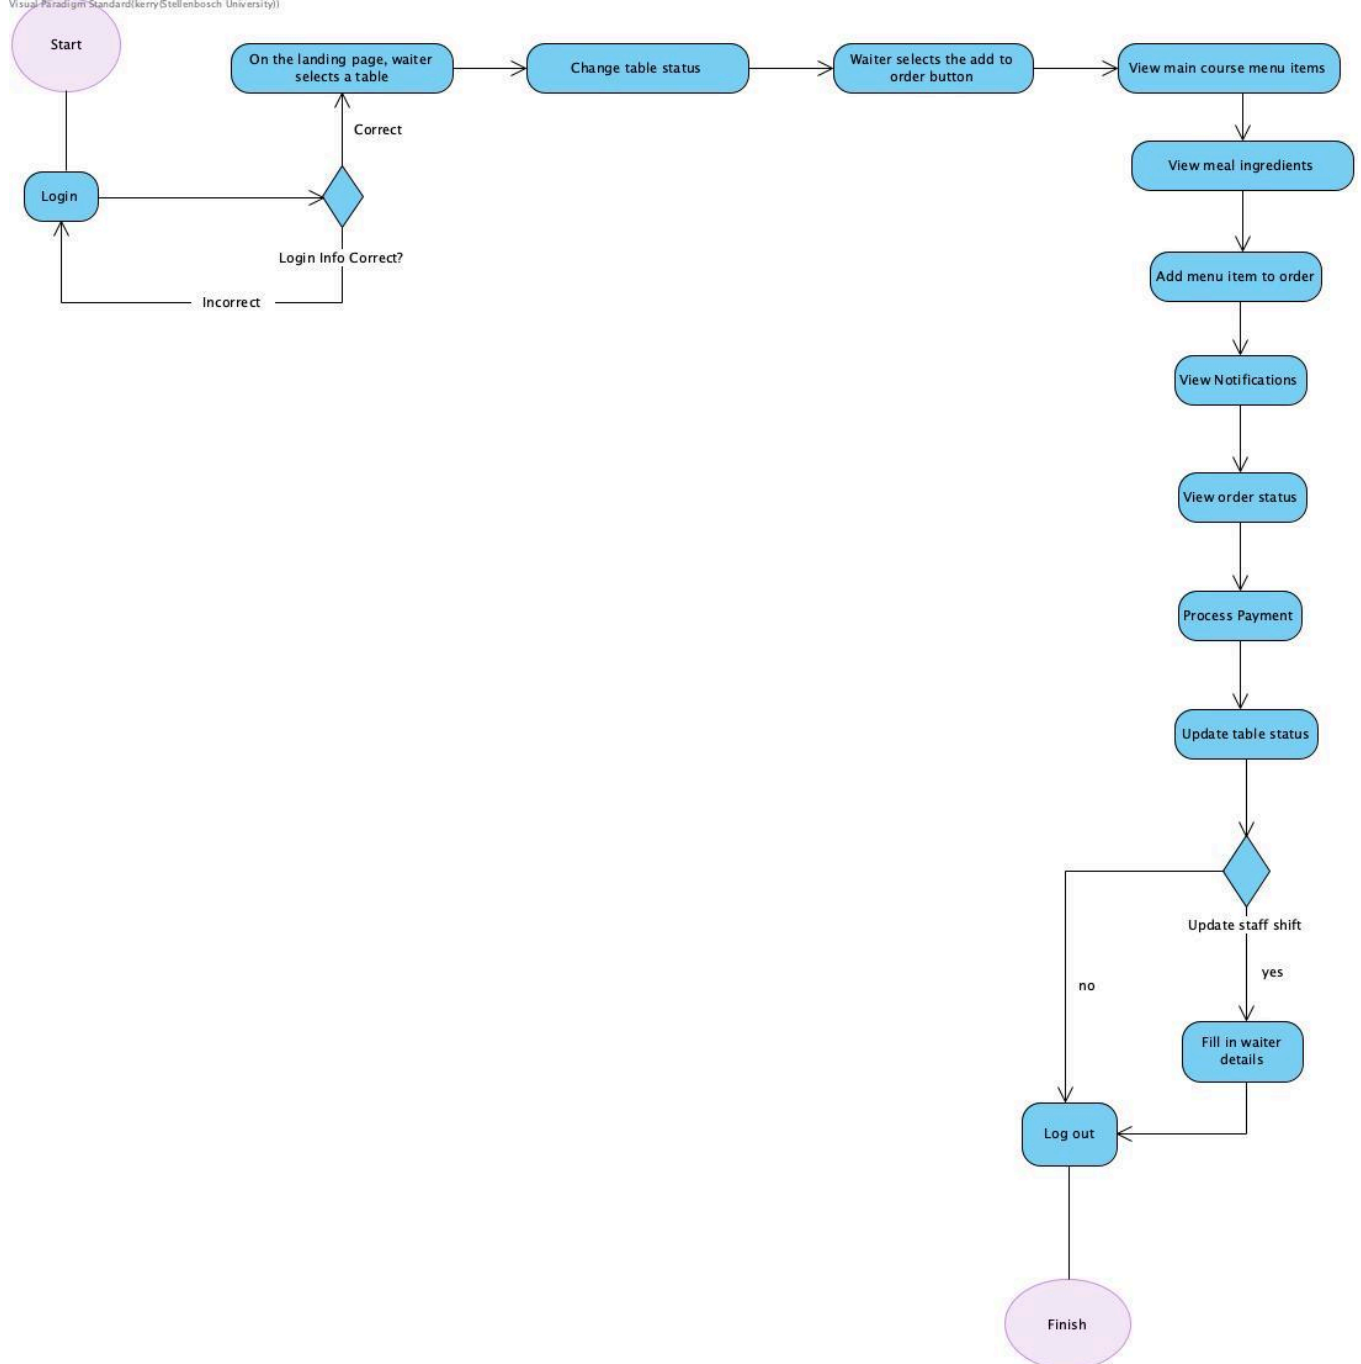 Visual Paradigm Standard(kerry(Stellenbosch University))
Start
On the landing page, waiter
selects a table
Change table status
Waiter selects the add to
order button
View main course menu items
Correct
View meal ingredients
Login
Login Info Correct?
Incorrect
Add menu item to order
View Notifications
View order status
Process Payment
Update table status
Update staff shift
yes
no
Fill in waiter
details
Log out
Finish